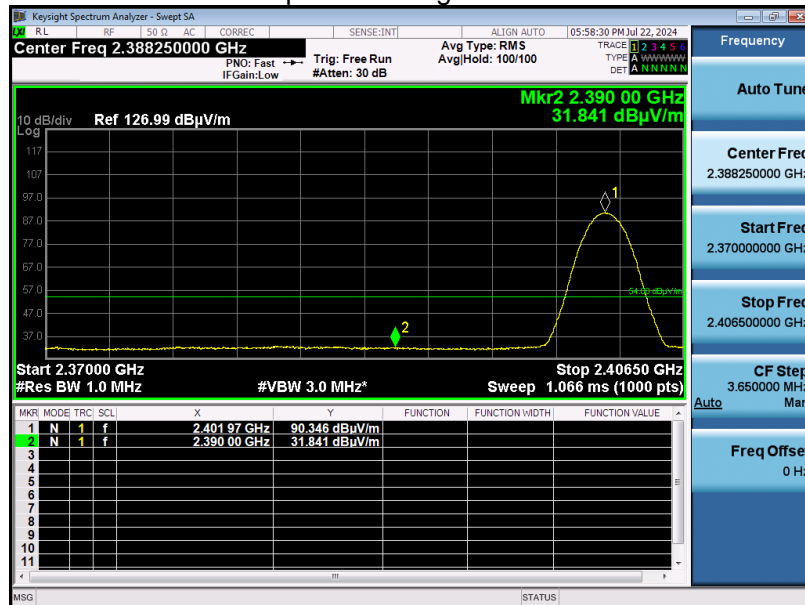 Keysight Spectrum Analyzer - Swept SA
LXI RL RF 50 Ω AC CORREC SENSE:INT ALIGN AUTO 05:58:30 PM Jul 22, 2024
Center Freq 2.388250000 GHz
PNO: Fast
IFGain:Low
Trig: Free Run
#Atten: 30 dB
Avg Type: RMS
Avg|Hold: 100/100
TRACE 1 2 3 4 5 6
TYPE A WWWWW
DET A N N N N N
Mkr2 2.390 00 GHz
31.841 dBµV/m
10 dB/div Ref 126.99 dBµV/m
Log
117
107
97.0
87.0
77.0
67.0
57.0
47.0
37.0
1
2
Start 2.37000 GHz Stop 2.40650 GHz
#Res BW 1.0 MHz #VBW 3.0 MHz* Sweep 1.066 ms (1000 pts)
MKR MODE TRC SCL X Y FUNCTION FUNCTION WIDTH FUNCTION VALUE
1 N 1 f 2.401 97 GHz 90.346 dBµV/m
2 N 1 f 2.390 00 GHz 31.841 dBµV/m
3
4
5
6
7
8
9
10
11
MSG STATUS
Frequency
Auto Tune
Center Freq
2.388250000 GHz
Start Freq
2.370000000 GHz
Stop Freq
2.406500000 GHz
CF Step
3.650000 MHz
Auto Man
Freq Offset
0 Hz